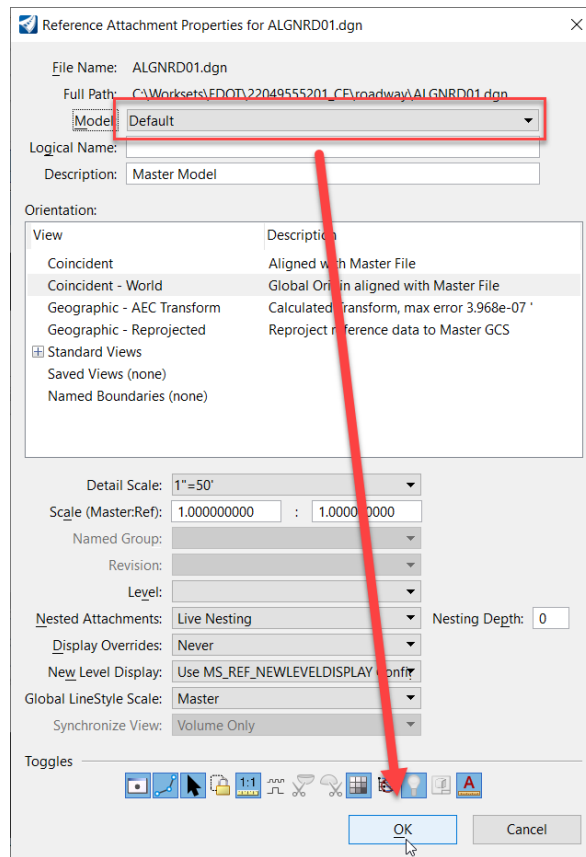 Reference Attachment Properties for ALGNRD01.dgn
File Name: ALGNRD01.dgn
Full Path: C:\Worksets\FDOT\22049555201_CE\roadway\ALGNRD01.dgn
Model Default
Logical Name:
Description: Master Model
Orientation:
View Description
Coincident Aligned with Master File
Coincident - World Global Origin aligned with Master File
Geographic - AEC Transform Calculated Transform, max error 3.968e-07 '
Geographic - Reprojected Reproject reference data to Master GCS
Standard Views
Saved Views (none)
Named Boundaries (none)
Detail Scale: 1"=50'
Scale (Master:Ref): 1.000000000 : 1.000000000
Named Group:
Revision:
Level:
Nested Attachments: Live Nesting Nesting Depth: 0
Display Overrides: Never
New Level Display: Use MS_REF_NEWLEVELDISPLAY Config
Global LineStyle Scale: Master
Synchronize View: Volume Only
Toggles
1:1 A
OK Cancel